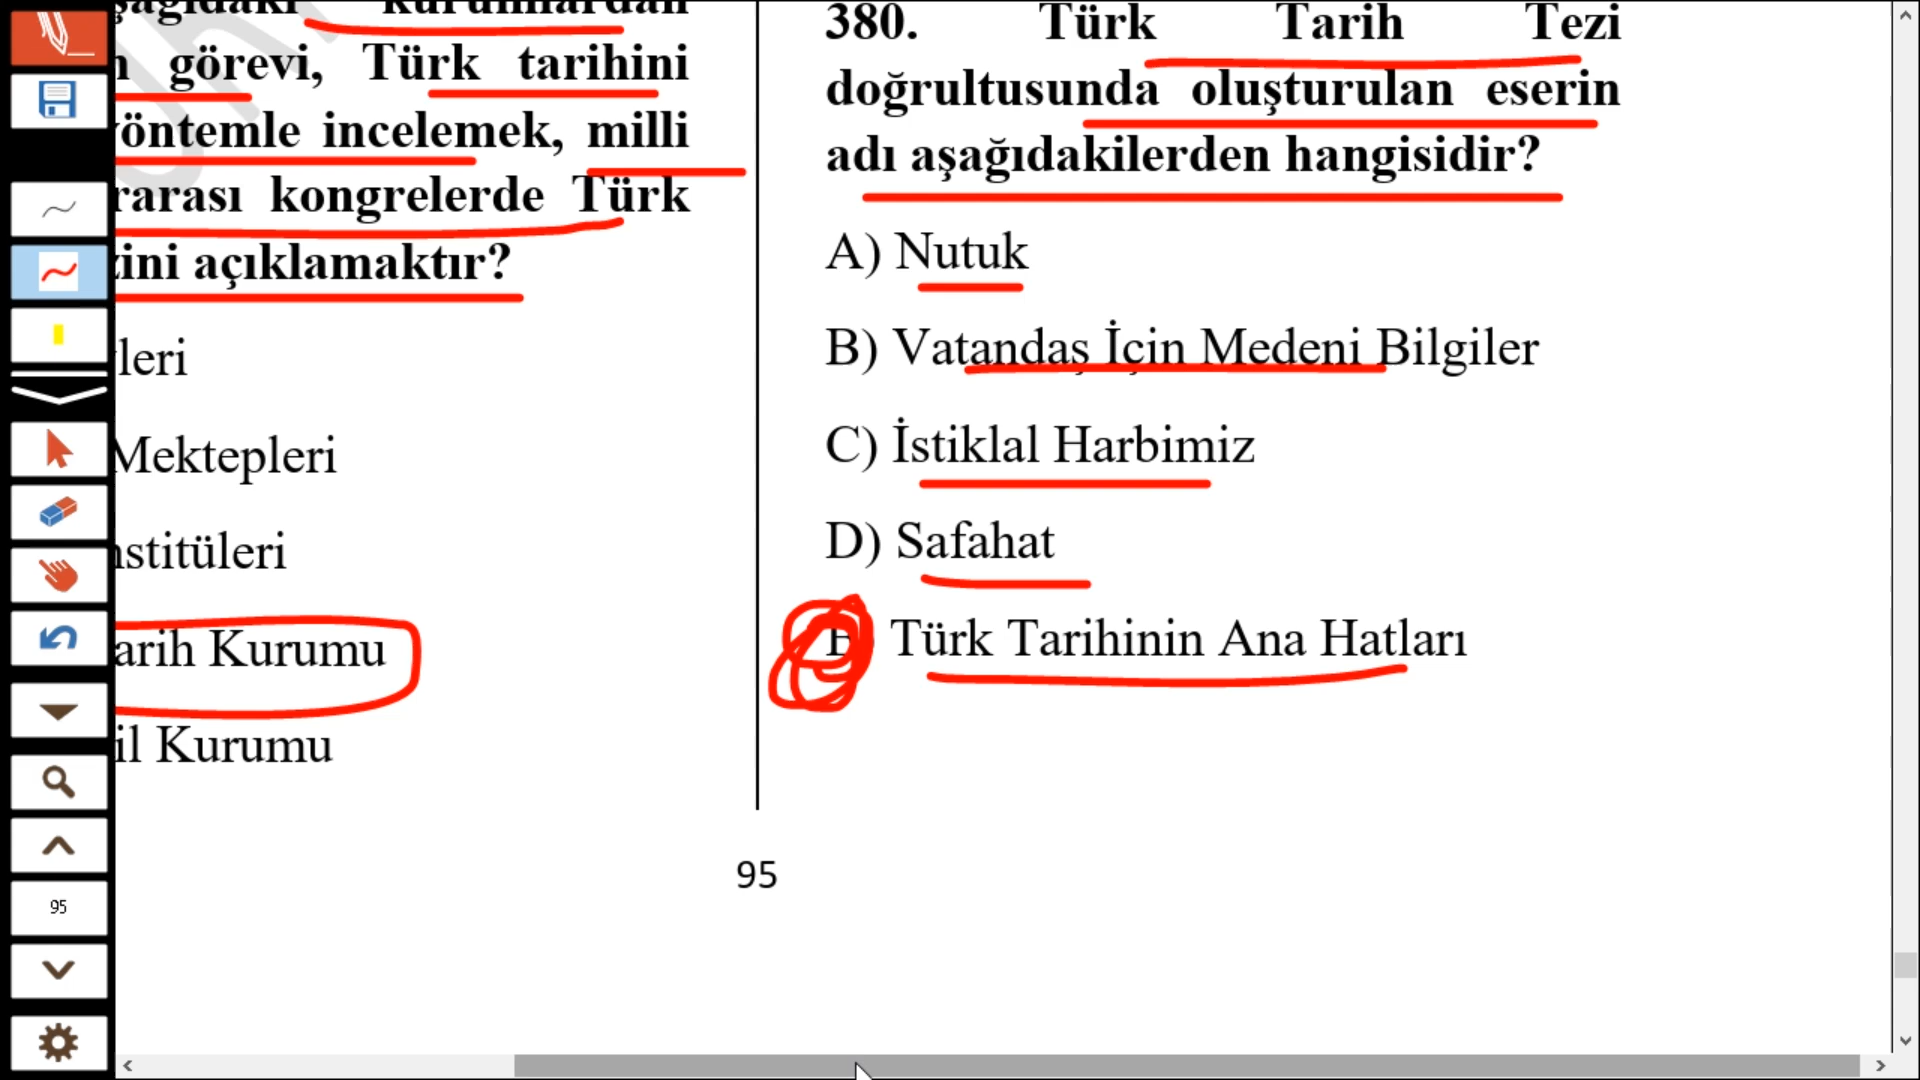 görevi, Türk tarihini
yöntemle incelemek, milli
rarası kongrelerde Türk
zini açıklamaktır?
leri
Mektepleri
nstitüleri
arih Kurumu
il Kurumu
380. Türk Tarih Tezi
doğrultusunda oluşturulan eserin
adı aşağıdakilerden hangisidir?
A) Nutuk
B) Vatandaş İçin Medeni Bilgiler
C) İstiklal Harbimiz
D) Safahat
E) Türk Tarihinin Ana Hatları
95
95